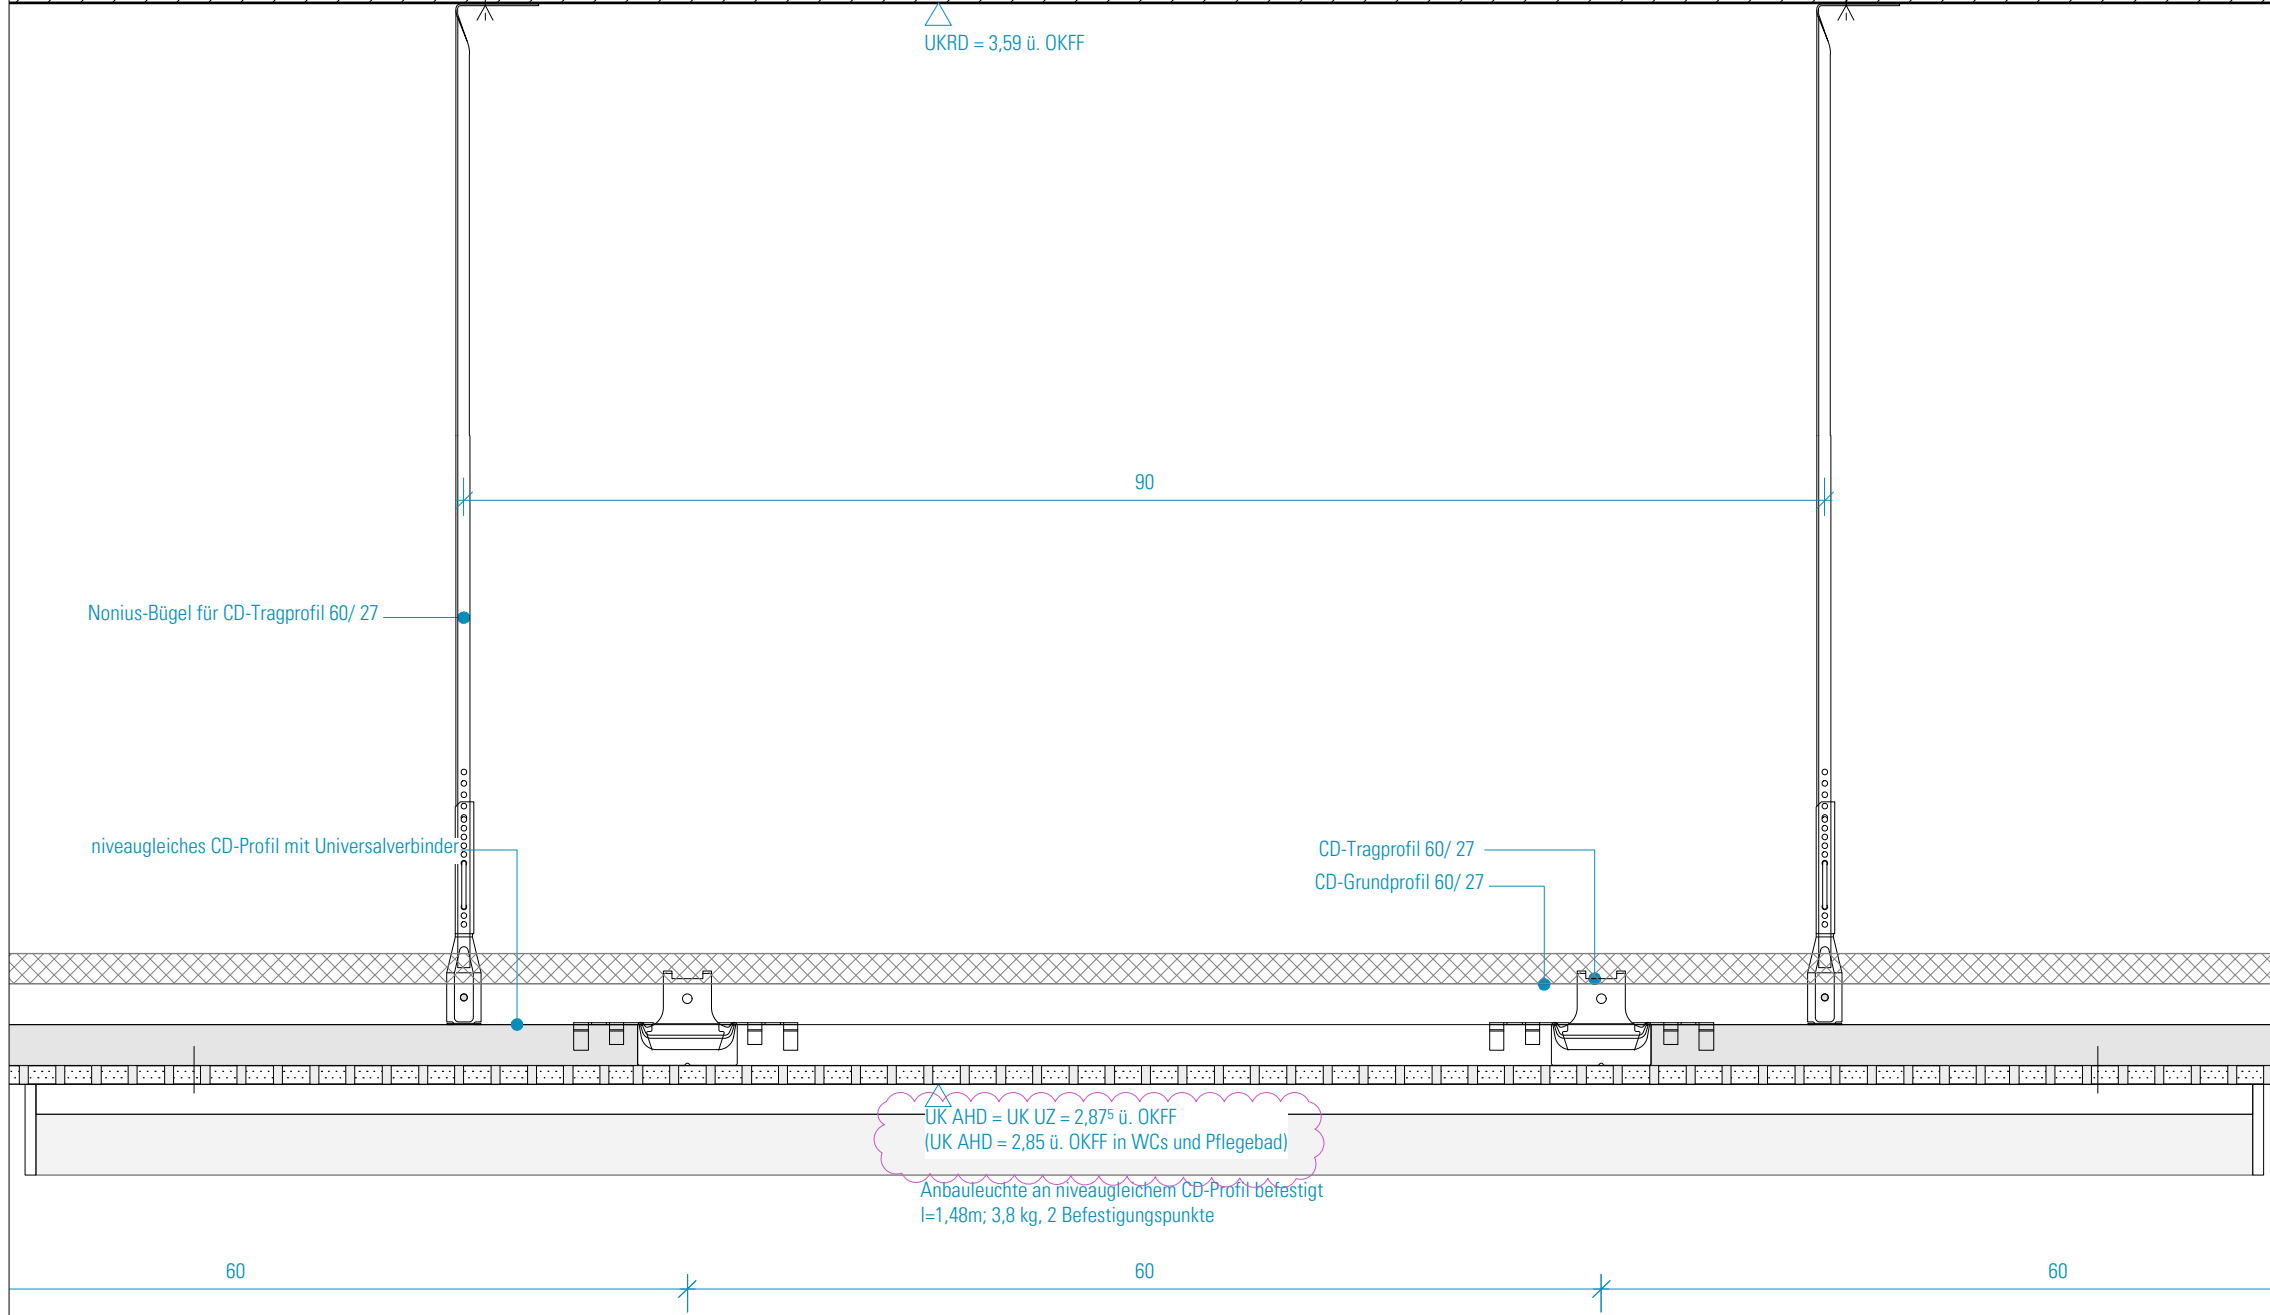 UKRD = 3,59 ü. OKFF
90
Nonius-Bügel für CD-Tragprofil 60/ 27
niveaugleiches CD-Profil mit Universalverbinder
CD-Tragprofil 60/ 27
CD-Grundprofil 60/ 27
UK AHD = UK UZ = 2,87⁵ ü. OKFF
(UK AHD = 2,85 ü. OKFF in WCs und Pflegebad)
Anbauleuchte an niveaugleichem CD-Profil befestigt
l=1,48m; 3,8 kg, 2 Befestigungspunkte
60
60
60